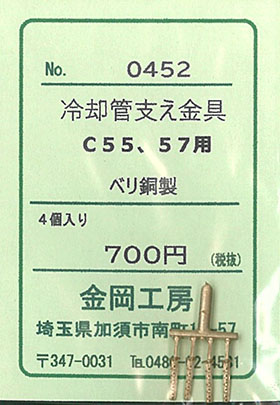 No. 0452
冷却管支え金具
C55、57用
ベリ銅製
4個入り
700円 (税抜)
金岡工房
埼玉県加須市南町
〒347-0031